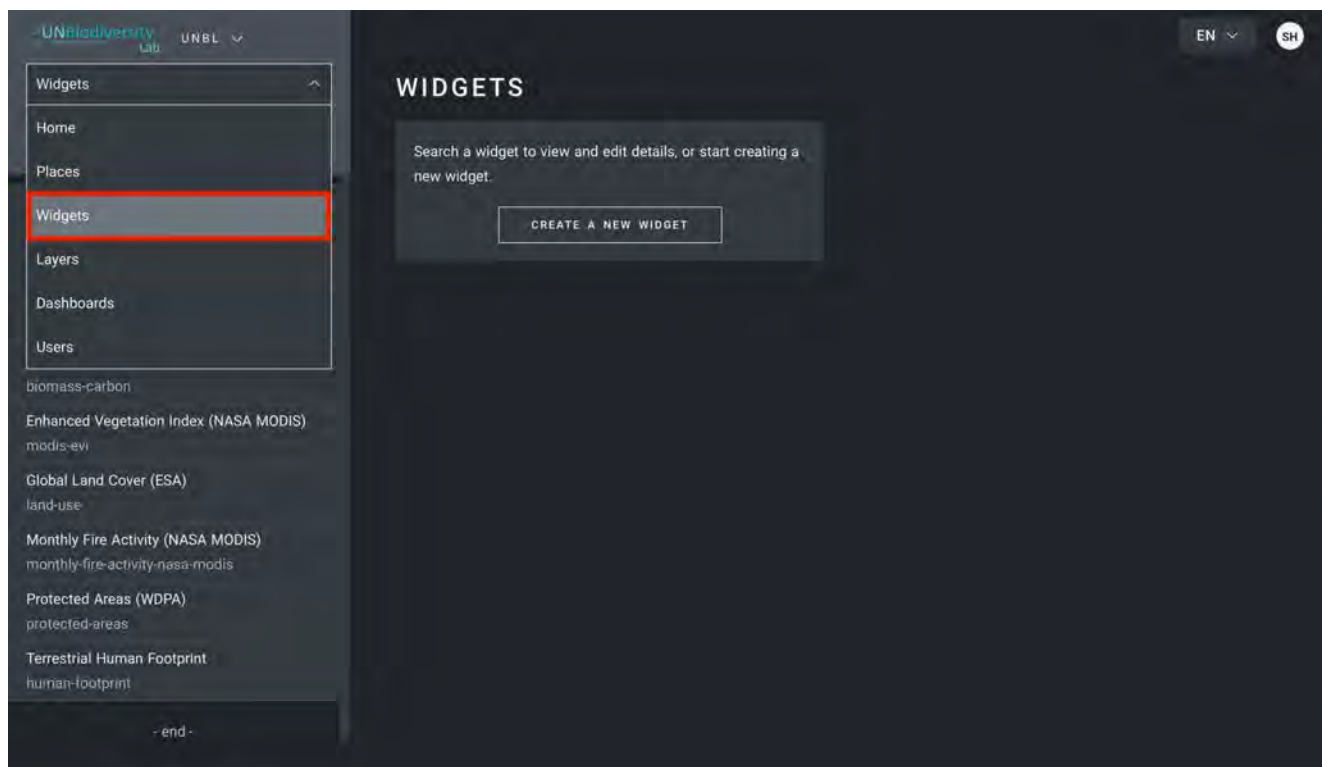 UNBiodiversity
Lab
UNBL
EN
SH
Widgets
Home
Places
Widgets
Layers
Dashboards
Users
biomass-carbon
Enhanced Vegetation Index (NASA MODIS)
modis-evi
Global Land Cover (ESA)
land-use
Monthly Fire Activity (NASA MODIS)
monthly-fire-activity-nasa-modis
Protected Areas (WDPA)
protected-areas
Terrestrial Human Footprint
human-footprint
- end -
WIDGETS
Search a widget to view and edit details, or start creating a
new widget.
CREATE A NEW WIDGET